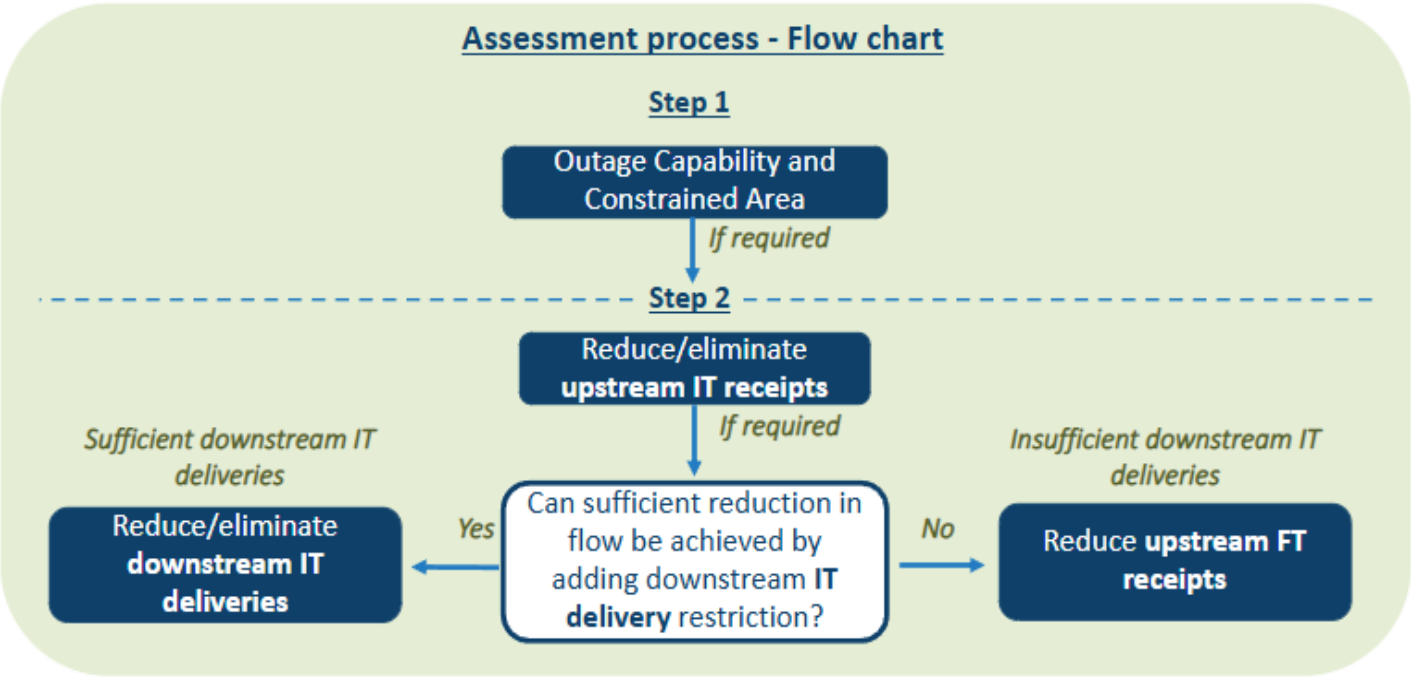 Assessment process - Flow chart
Step 1
Outage Capability and
Constrained Area
If required
Step 2
Reduce/eliminate
upstream IT receipts
If required
Sufficient downstream IT
deliveries
Insufficient downstream IT
deliveries
Can sufficient reduction in
flow be achieved by
adding downstream IT
delivery restriction?
Yes
No
Reduce/eliminate
downstream IT
deliveries
Reduce upstream FT
receipts